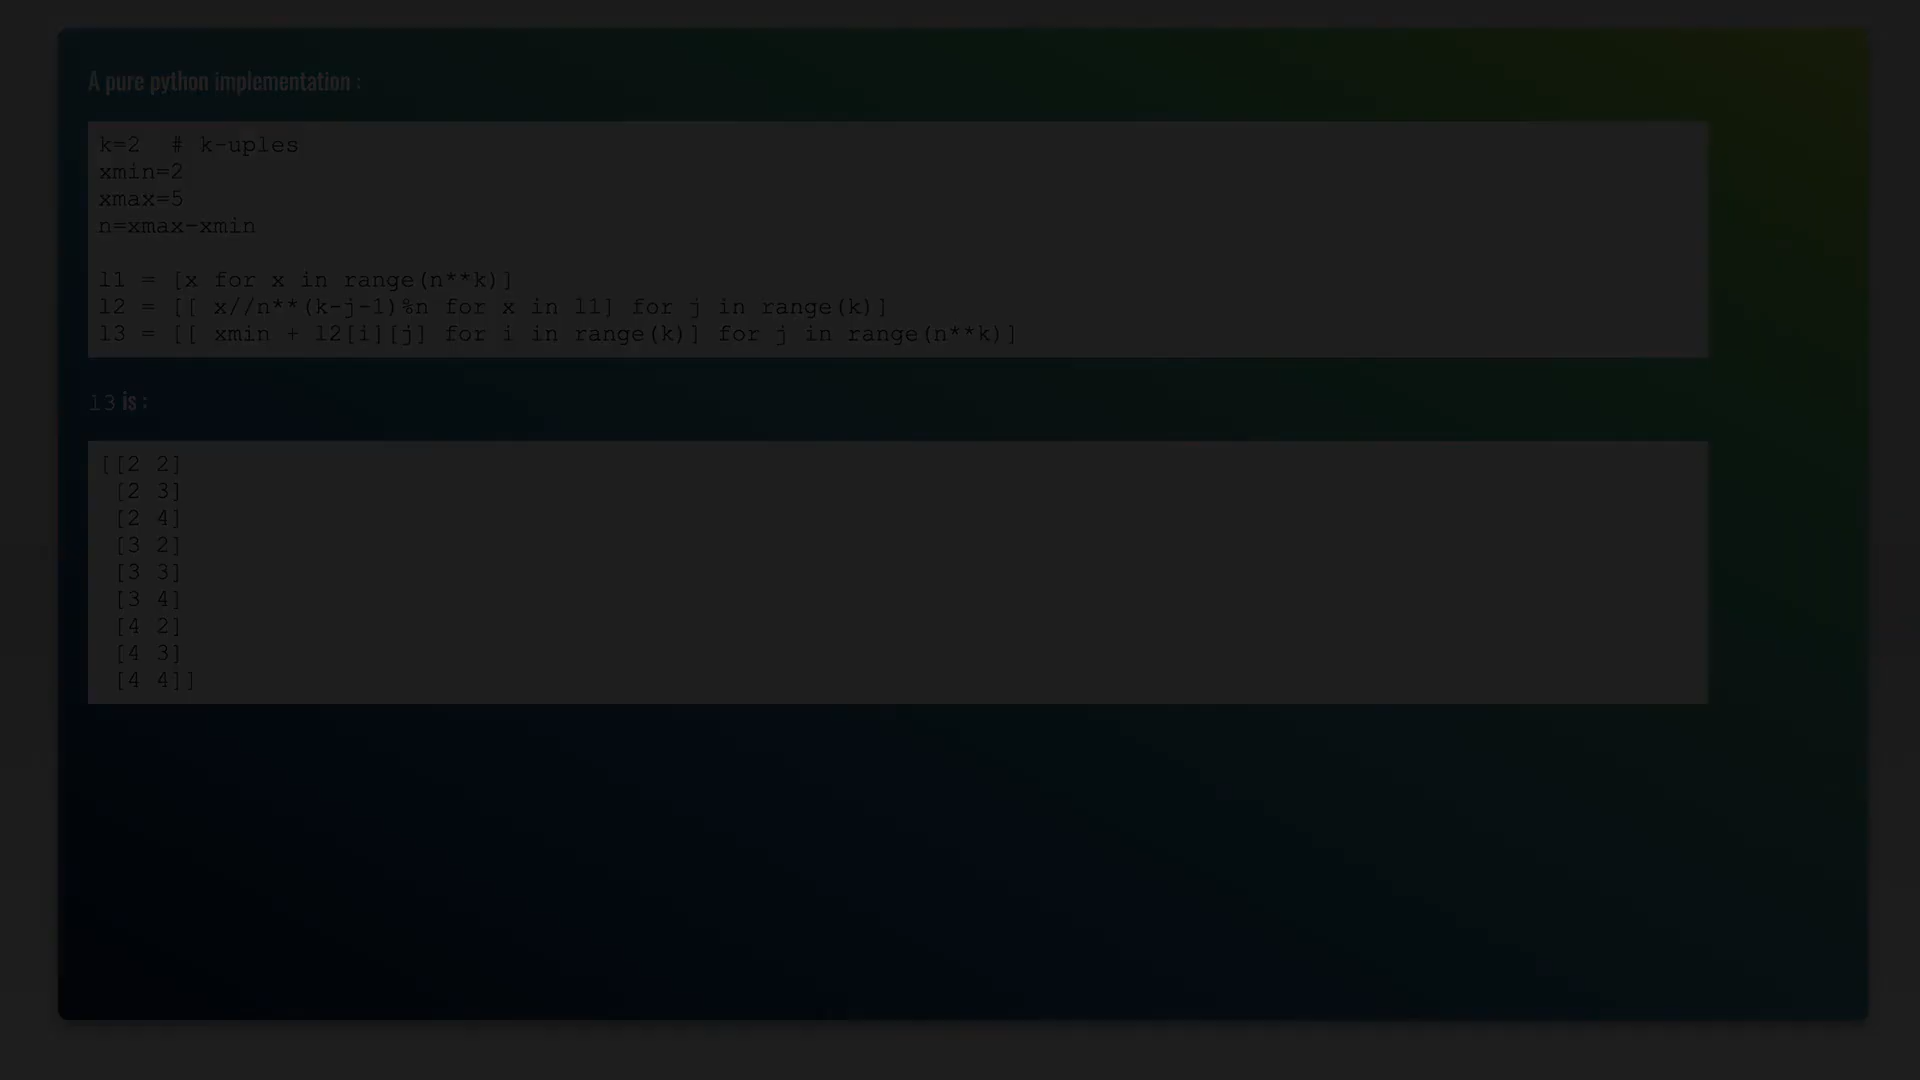 A pure python implementation :
k=2  # k-uples
xmin=2
xmax=5
n=xmax-xmin
l1 = [x for x in range(n**k)]
l2 = [[ x//n**(k-j-1)%n for x in l1] for j in range(k)]
l3 = [[ xmin + l2[i][j] for i in range(k)] for j in range(n**k)]
l3 is :
[[2 2]
 [2 3]
 [2 4]
 [3 2]
 [3 3]
 [3 4]
 [4 2]
 [4 3]
 [4 4]]